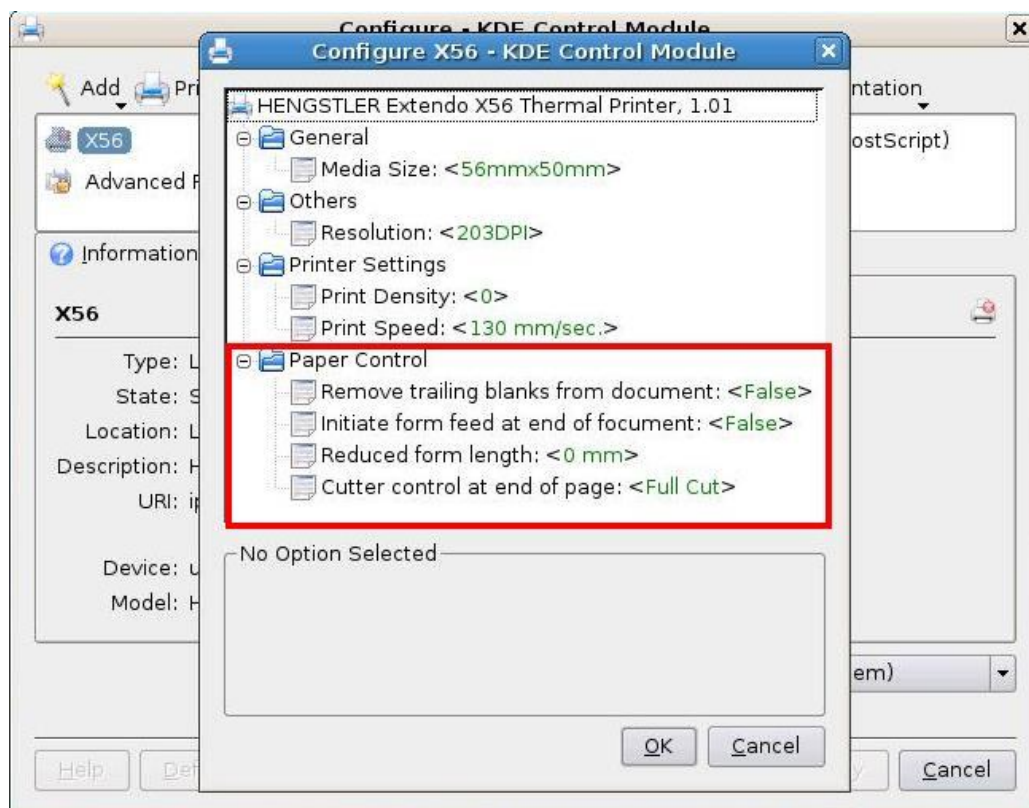 Configure - KDE Control Module
Configure X56 - KDE Control Module
Add
ntation
HENGSTLER Extendo X56 Thermal Printer, 1.01
General
X56
ostScript)
Media Size: <56mmx50mm>
Advanced
Others
Resolution: <203DPI>
Information
Printer Settings
Print Density: <0>
X56
Print Speed: <130 mm/sec.>
Type: L
Paper Control
State: S
Remove trailing blanks from document: <False>
Location: L
Initiate form feed at end of focument: <False>
Description: H
Reduced form length: <0 mm>
URI: ip
Cutter control at end of page: <Full Cut>
No Option Selected
Device: u
Model: H
em)
OK
Cancel
Help
Def
y
Cancel